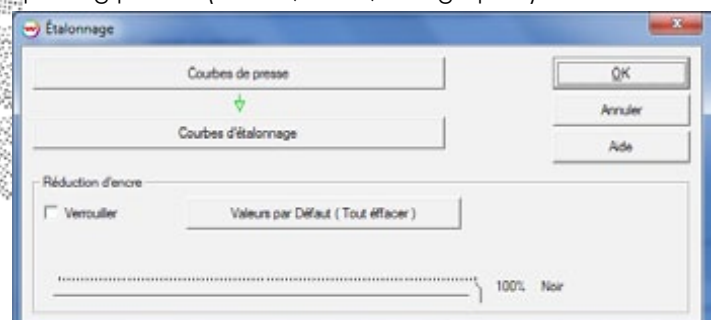 Étalonnage
Courbes de presse
OK
Courbes d'étalonnage
Annuler
Aide
Réduction d'encre
Verrouiller
Valeurs par Défaut ( Tout éffacer )
100% Noir